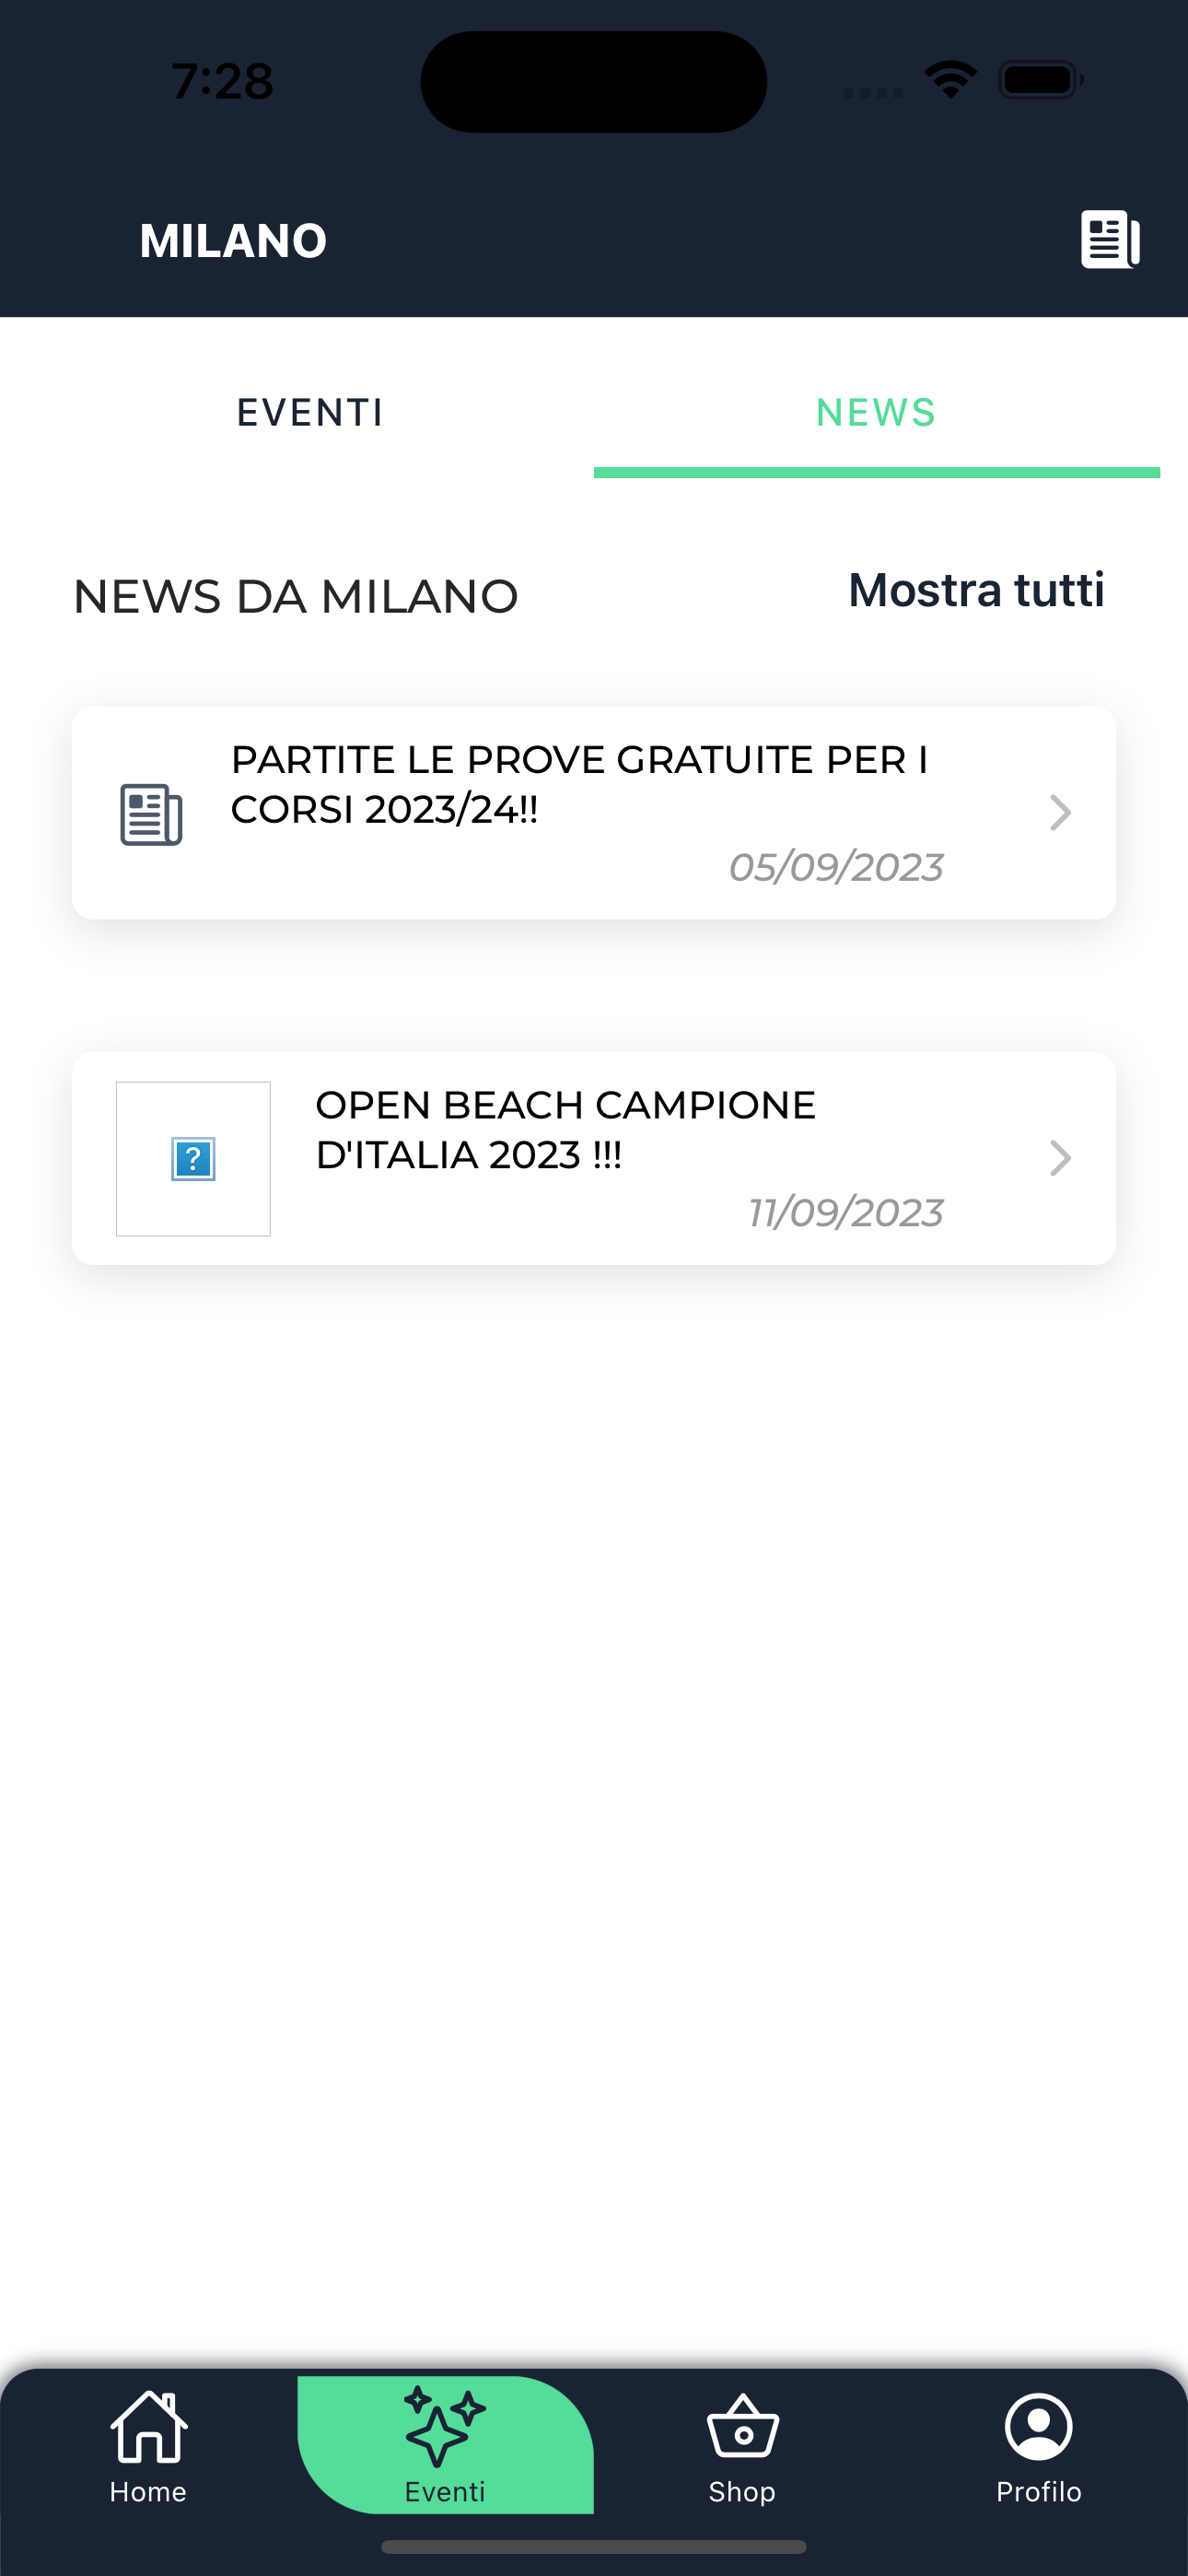 7:28
MILANO
EVENTI
NEWS
NEWS DA MILANO
Mostra tutti
PARTITE LE PROVE GRATUITE PER I
CORSI 2023/24!!
05/09/2023
OPEN BEACH CAMPIONE
D'ITALIA 2023 !!!
11/09/2023
Home
Eventi
Shop
Profilo